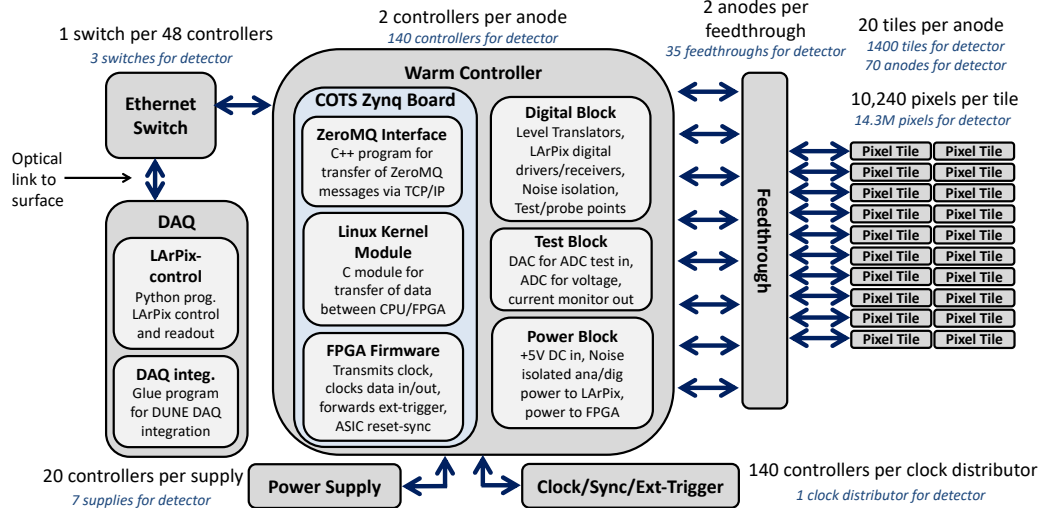 1 switch per 48 controllers
3 switches for detector
2 controllers per anode
140 controllers for detector
2 anodes per
feedthrough
35 feedthroughs for detector
20 tiles per anode
1400 tiles for detector
70 anodes for detector
10,240 pixels per tile
14.3M pixels for detector
Ethernet
Switch
Optical
link to
surface
DAQ
LArPix-
control
Python prog.
LArPix control
and readout
DAQ integ.
Glue program
for DUNE DAQ
integration
Warm Controller
COTS Zynq Board
ZeroMQ Interface
C++ program for
transfer of ZeroMQ
messages via TCP/IP
Linux Kernel
Module
C module for
transfer of data
between CPU/FPGA
FPGA Firmware
Transmits clock,
clocks data in/out,
forwards ext-trigger,
ASIC reset-sync
Digital Block
Level Translators,
LArPix digital
drivers/receivers,
Noise isolation,
Test/probe points
Test Block
DAC for ADC test in,
ADC for voltage,
current monitor out
Power Block
+5V DC in, Noise
isolated ana/dig
power to LArPix,
power to FPGA
Feedthrough
Pixel Tile Pixel Tile
Pixel Tile Pixel Tile
Pixel Tile Pixel Tile
Pixel Tile Pixel Tile
Pixel Tile Pixel Tile
Pixel Tile Pixel Tile
Pixel Tile Pixel Tile
Pixel Tile Pixel Tile
Pixel Tile Pixel Tile
Pixel Tile Pixel Tile
20 controllers per supply
7 supplies for detector
Power Supply
Clock/Sync/Ext-Trigger
140 controllers per clock distributor
1 clock distributor for detector